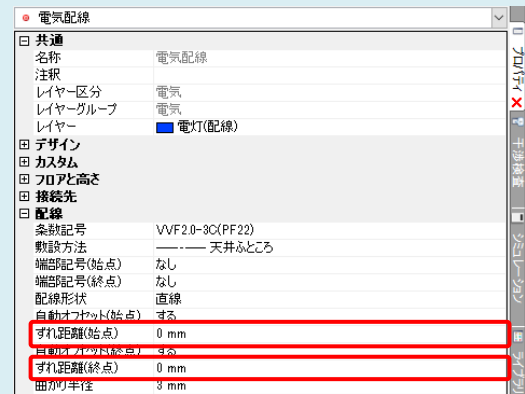 電気配線
共通
名称 電気配線
注釈
レイヤー区分 電気
レイヤーグループ 電気
レイヤー 電灯(配線)
デザイン
カスタム
フロアと高さ
接続先
配線
条数記号 VVF2.0-3C(PF22)
敷設方法 天井ふところ
端部記号(始点) なし
端部記号(終点) なし
配線形状 直線
自動オフセット(始点) する
ずれ距離(始点) 0 mm
自動オフセット(終点) する
ずれ距離(終点) 0 mm
曲がり半径 3 mm
プロパティ
干渉検査
シミュレーション
ライブラリ